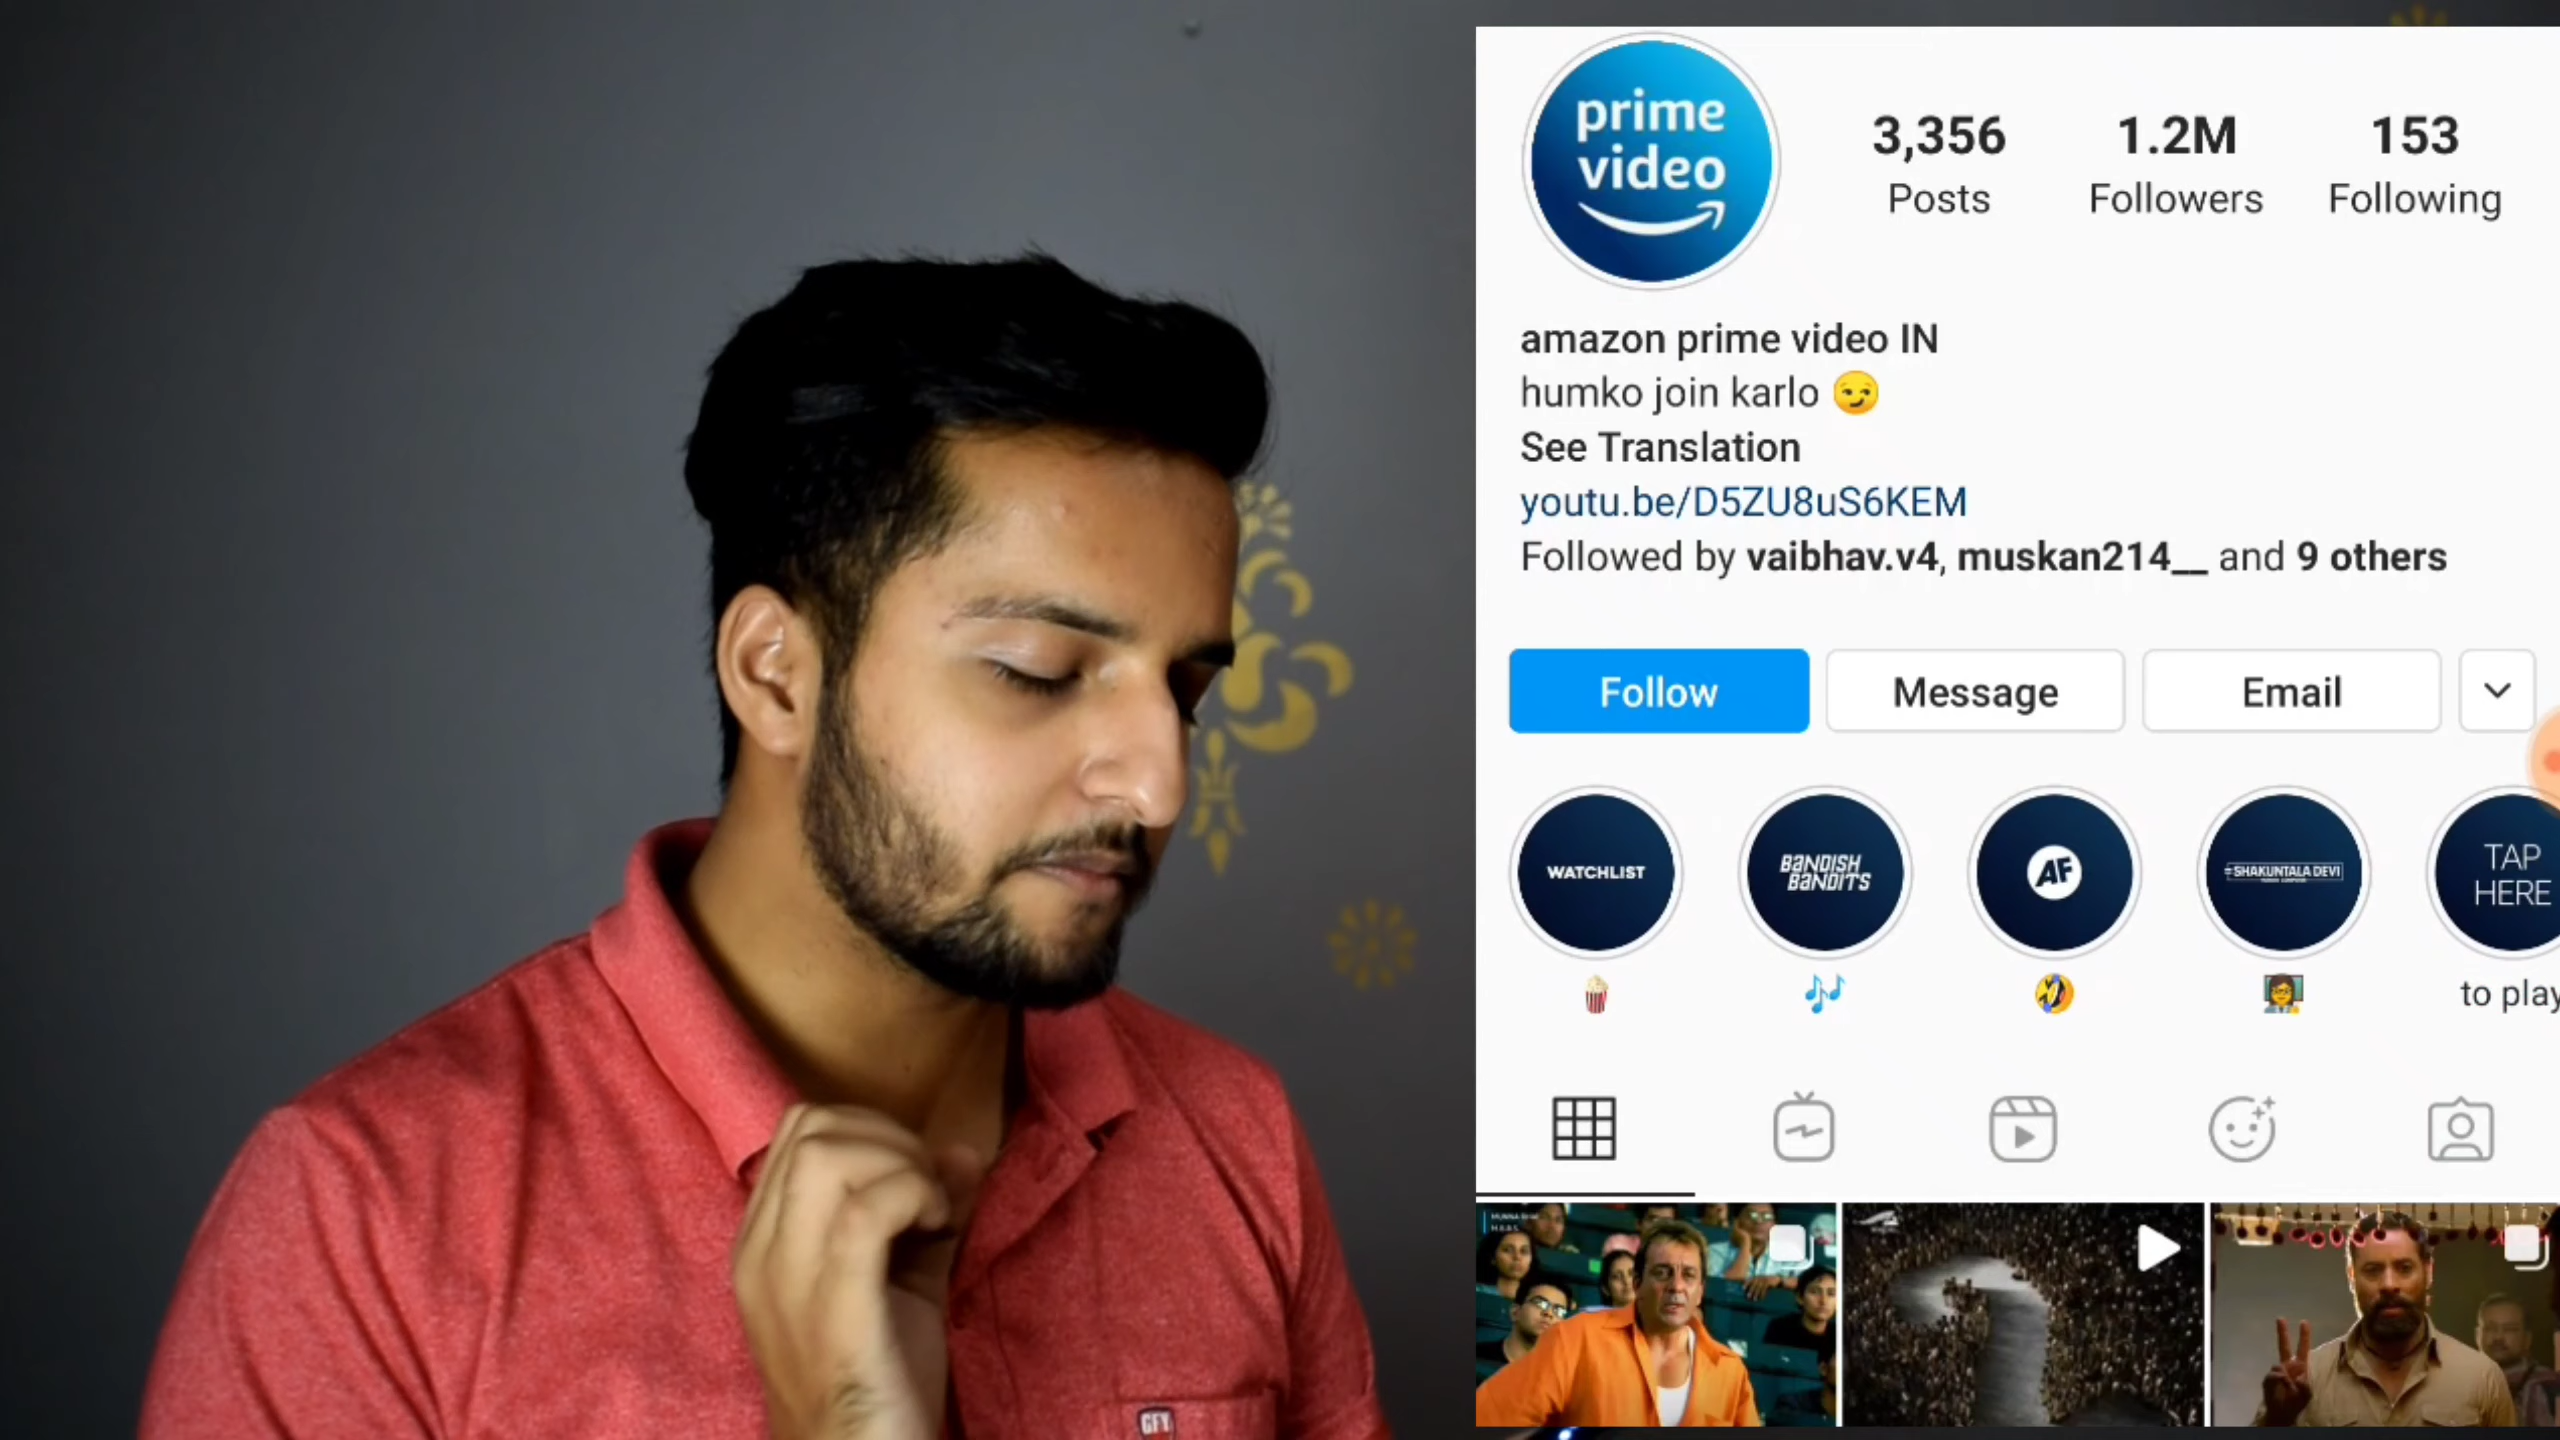 prime
video
3,356
Posts
1.2M
Followers
153
Following
amazon prime video IN
humko join karlo 😏
See Translation
youtu.be/D5ZU8uS6KEM
Followed by vaibhav.v4, muskan214__ and 9 others
Follow
Message
Email
WATCHLIST
BANDISH
BANDITS
AF
SHAKUNTALA DEVI
TAP
HERE
to play
GFY